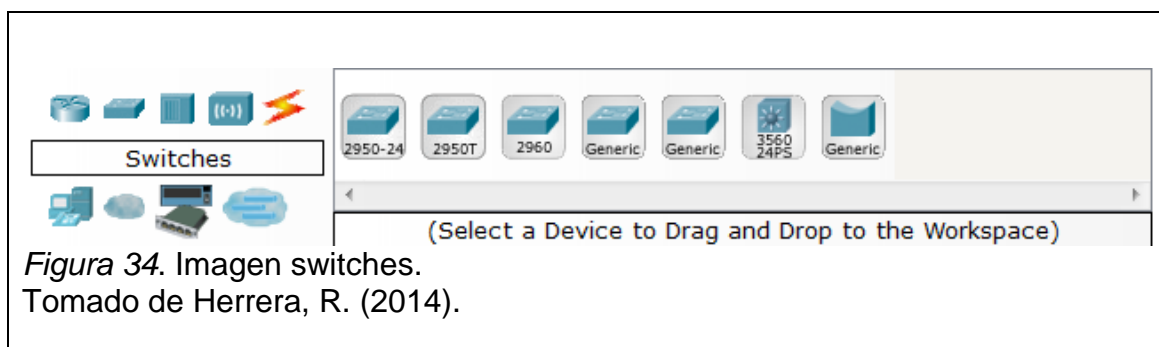 2950-24 2950T 2960 Generic Generic 3560 24PS Generic
Switches
(Select a Device to Drag and Drop to the Workspace)
Figura 34. Imagen switches.
Tomado de Herrera, R. (2014).